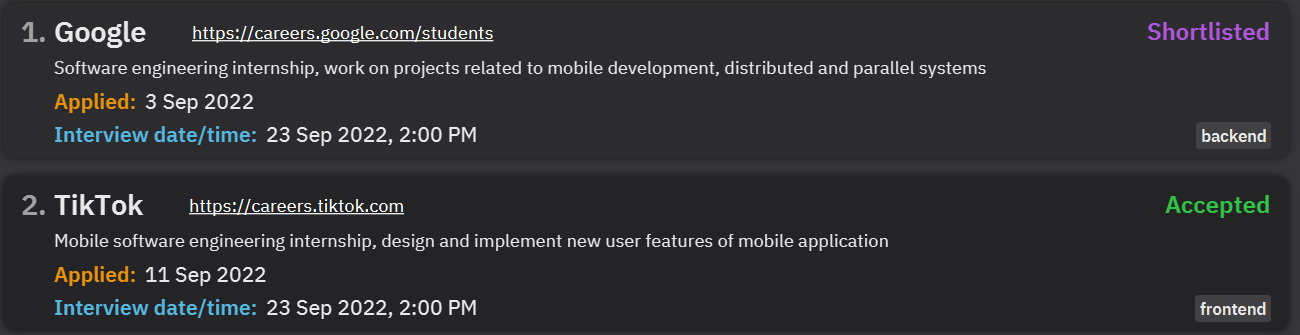 1. Google https://careers.google.com/students Shortlisted
Software engineering internship, work on projects related to mobile development, distributed and parallel systems
Applied: 3 Sep 2022
Interview date/time: 23 Sep 2022, 2:00 PM backend
2. TikTok https://careers.tiktok.com Accepted
Mobile software engineering internship, design and implement new user features of mobile application
Applied: 11 Sep 2022
Interview date/time: 23 Sep 2022, 2:00 PM frontend